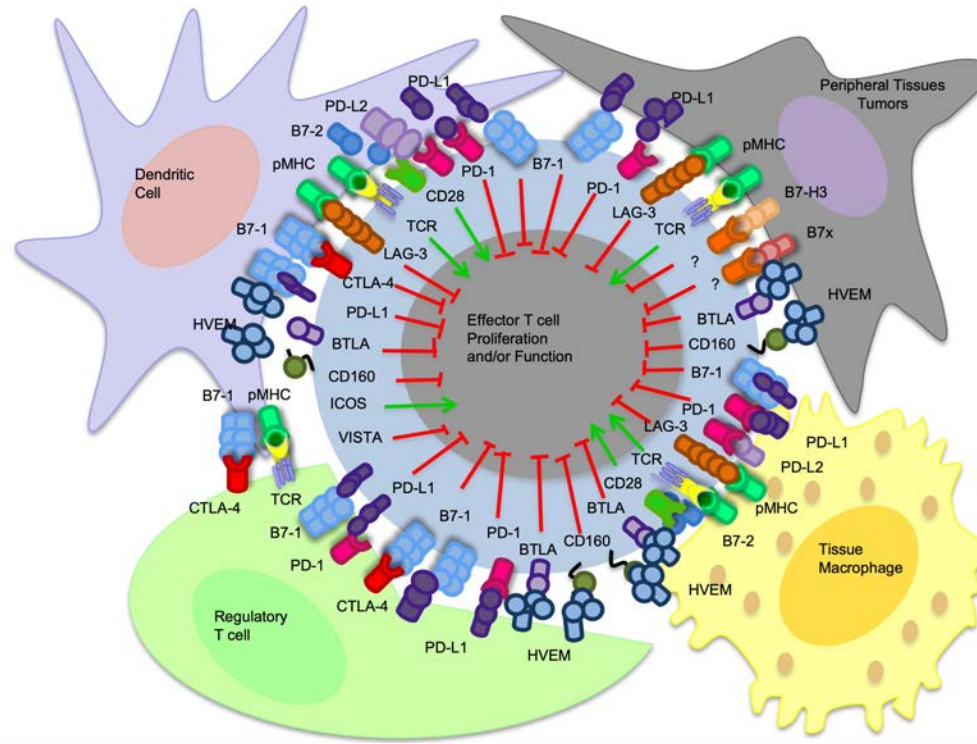 PD-L1
PD-L2
B7-2
pMHC
Dendritic
Cell
B7-1
HVEM
PD-1
CD28
TCR
LAG-3
CTLA-4
PD-L1
BTLA
CD160
ICOS
VISTA
B7-1
PD-1
LAG-3
TCR
?
?
BTLA
CD160
B7-1
PD-1
LAG-3
TCR
CD28
BTLA
CD160
BTLA
PD-1
B7-1
PD-L1
Effector T cell
Proliferation
and/or Function
PD-L1
Peripheral Tissues
Tumors
pMHC
B7-H3
B7x
HVEM
PD-L1
PD-L2
pMHC
B7-2
HVEM
Tissue
Macrophage
B7-1
pMHC
CTLA-4
TCR
B7-1
PD-1
CTLA-4
PD-L1
HVEM
Regulatory
T cell